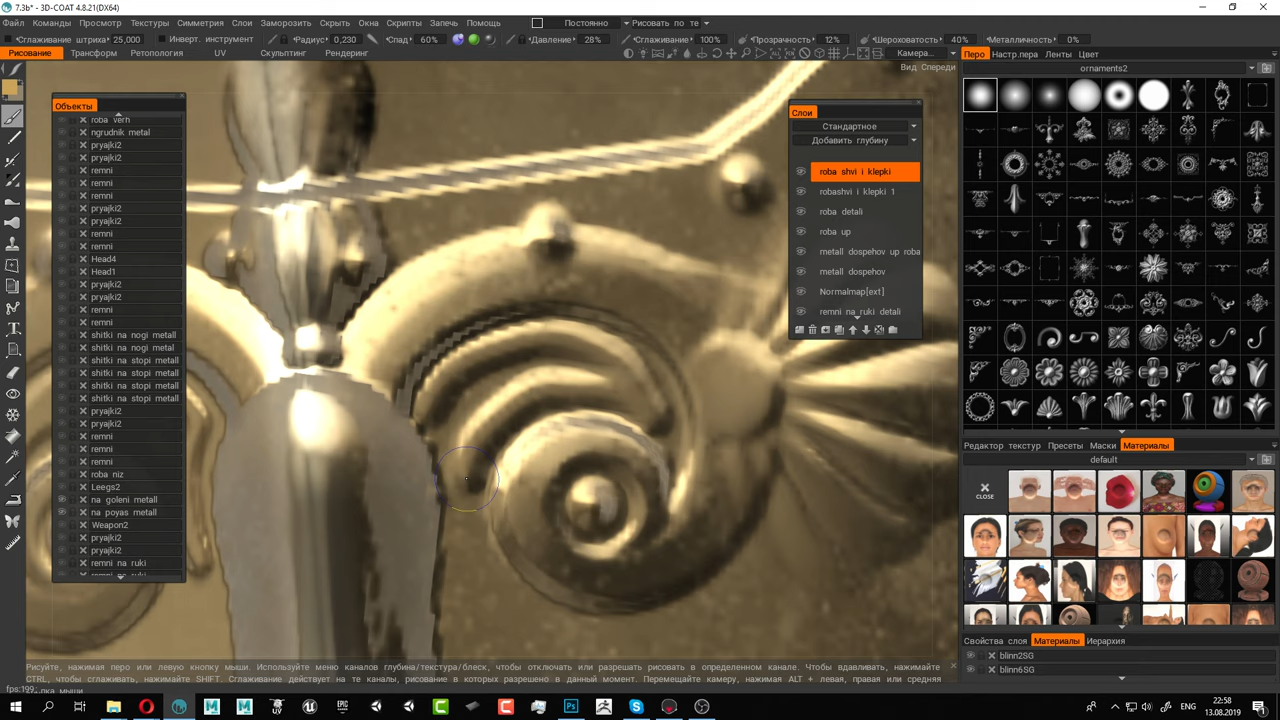 7.3b* - 3D-COAT 4.8.21(DX64)
Файл Команды Просмотр Текстуры Симметрия Слои Заморозить Скрыть Окна Скрипты Запечь Помощь Постоянно Рисовать по те
Сглаживание штриха: 25,000 Инверт. инструмент Радиус: 0,230 Спад: 60% Давление: 28% Сглаживание: 100% Прозрачность: 12% Шероховатость: 40% Металличность: 0%
Рисование Трансформ Ретопология UV Скульптинг Рендеринг Камера... Перо Настр.пера Ленты Цвет
Вид Спереди
ornaments2
Объекты
roba verh
ngrudnik metal
pryajki2
pryajki2
remni
remni
remni
pryajki2
pryajki2
remni
remni
Head4
Head1
pryajki2
pryajki2
remni
remni
shitki na nogi metall
shitki na nogi metal
shitki na stopi metall
shitki na stopi metall
shitki na stopi metall
shitki na stopi metall
pryajki2
pryajki2
remni
remni
remni
roba niz
Leegs2
na goleni metall
na poyas metall
Weapon2
pryajki2
pryajki2
remni na ruki
remni na ruki
Слои
Стандартное
Добавить глубину
roba shvi i klepki
robashvi i klepki 1
roba detali
roba up
metall dospehov up roba
metall dospehov
Normalmap[ext]
remni na_ruki detali
Редактор текстур Пресеты Маски Материалы
default
CLOSE
Свойства слоя Материалы Иерархия
blinn2SG
blinn6SG
Рисуйте, нажимая перо или левую кнопку мыши. Используйте меню каналов глубина/текстура/блеск, чтобы отключать или разрешать рисовать в определенном канале. Чтобы вдавливать, нажимайте
CTRL, чтобы сглаживать, нажимайте SHIFT. Сглаживание действует на те каналы, рисование в которых разрешено в данный момент. Перемещайте камеру, нажимая ALT + левая, правая или средняя
fps:199;
мыши
22:58
13.08.2019